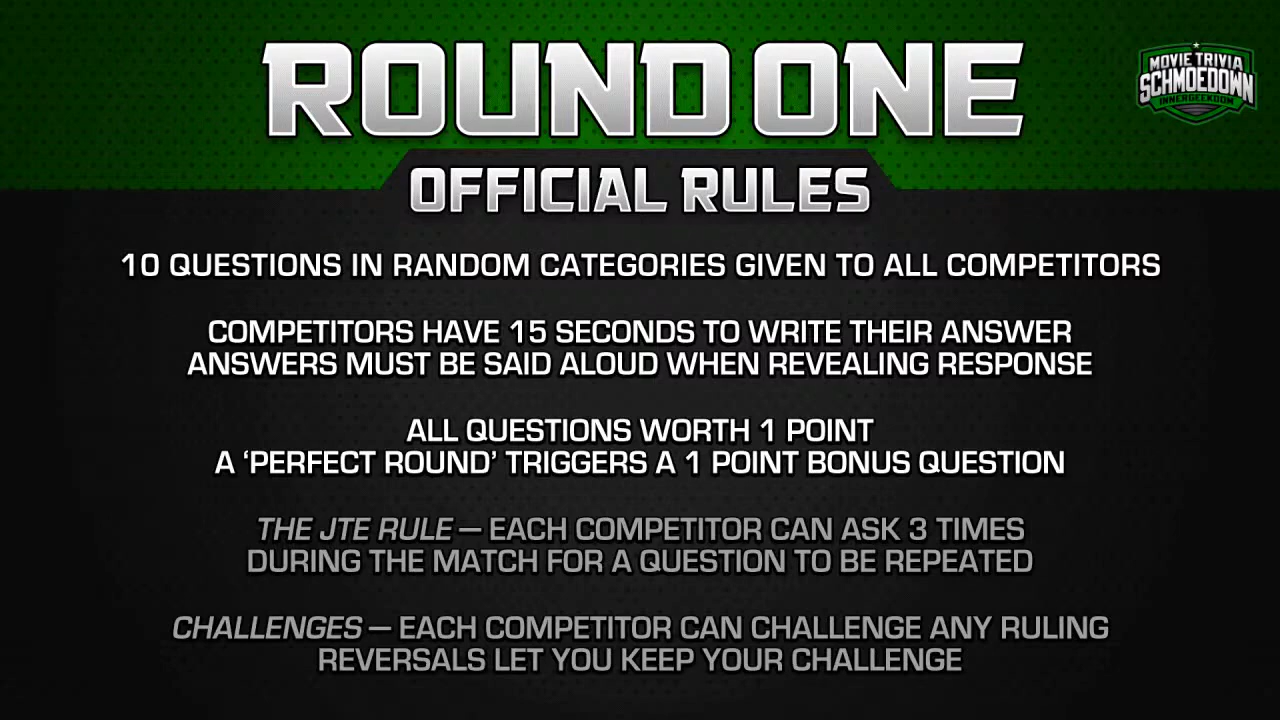 ROUND ONE
MOVIE TRIVIA
SCHMOEDOWN
INNERGEEKDOM
OFFICIAL RULES
10 QUESTIONS IN RANDOM CATEGORIES GIVEN TO ALL COMPETITORS
COMPETITORS HAVE 15 SECONDS TO WRITE THEIR ANSWER
ANSWERS MUST BE SAID ALOUD WHEN REVEALING RESPONSE
ALL QUESTIONS WORTH 1 POINT
A ‘PERFECT ROUND’ TRIGGERS A 1 POINT BONUS QUESTION
THE JTE RULE — EACH COMPETITOR CAN ASK 3 TIMES
DURING THE MATCH FOR A QUESTION TO BE REPEATED
CHALLENGES — EACH COMPETITOR CAN CHALLENGE ANY RULING
REVERSALS LET YOU KEEP YOUR CHALLENGE